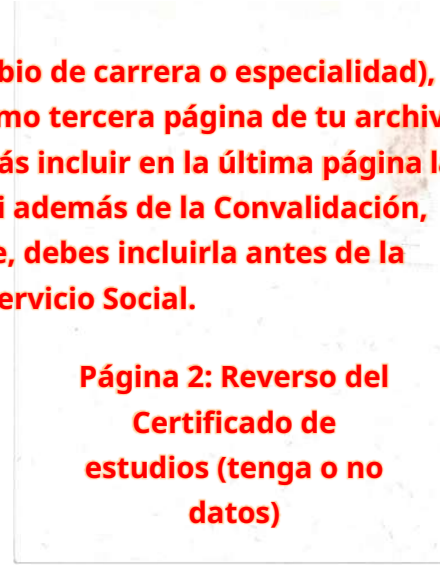 bio de carrera o especialidad),
mo tercera página de tu archiv
ás incluir en la última página l
i además de la Convalidación,
e, debes incluirla antes de la
ervicio Social.
Página 2: Reverso del
Certificado de
estudios (tenga o no
datos)